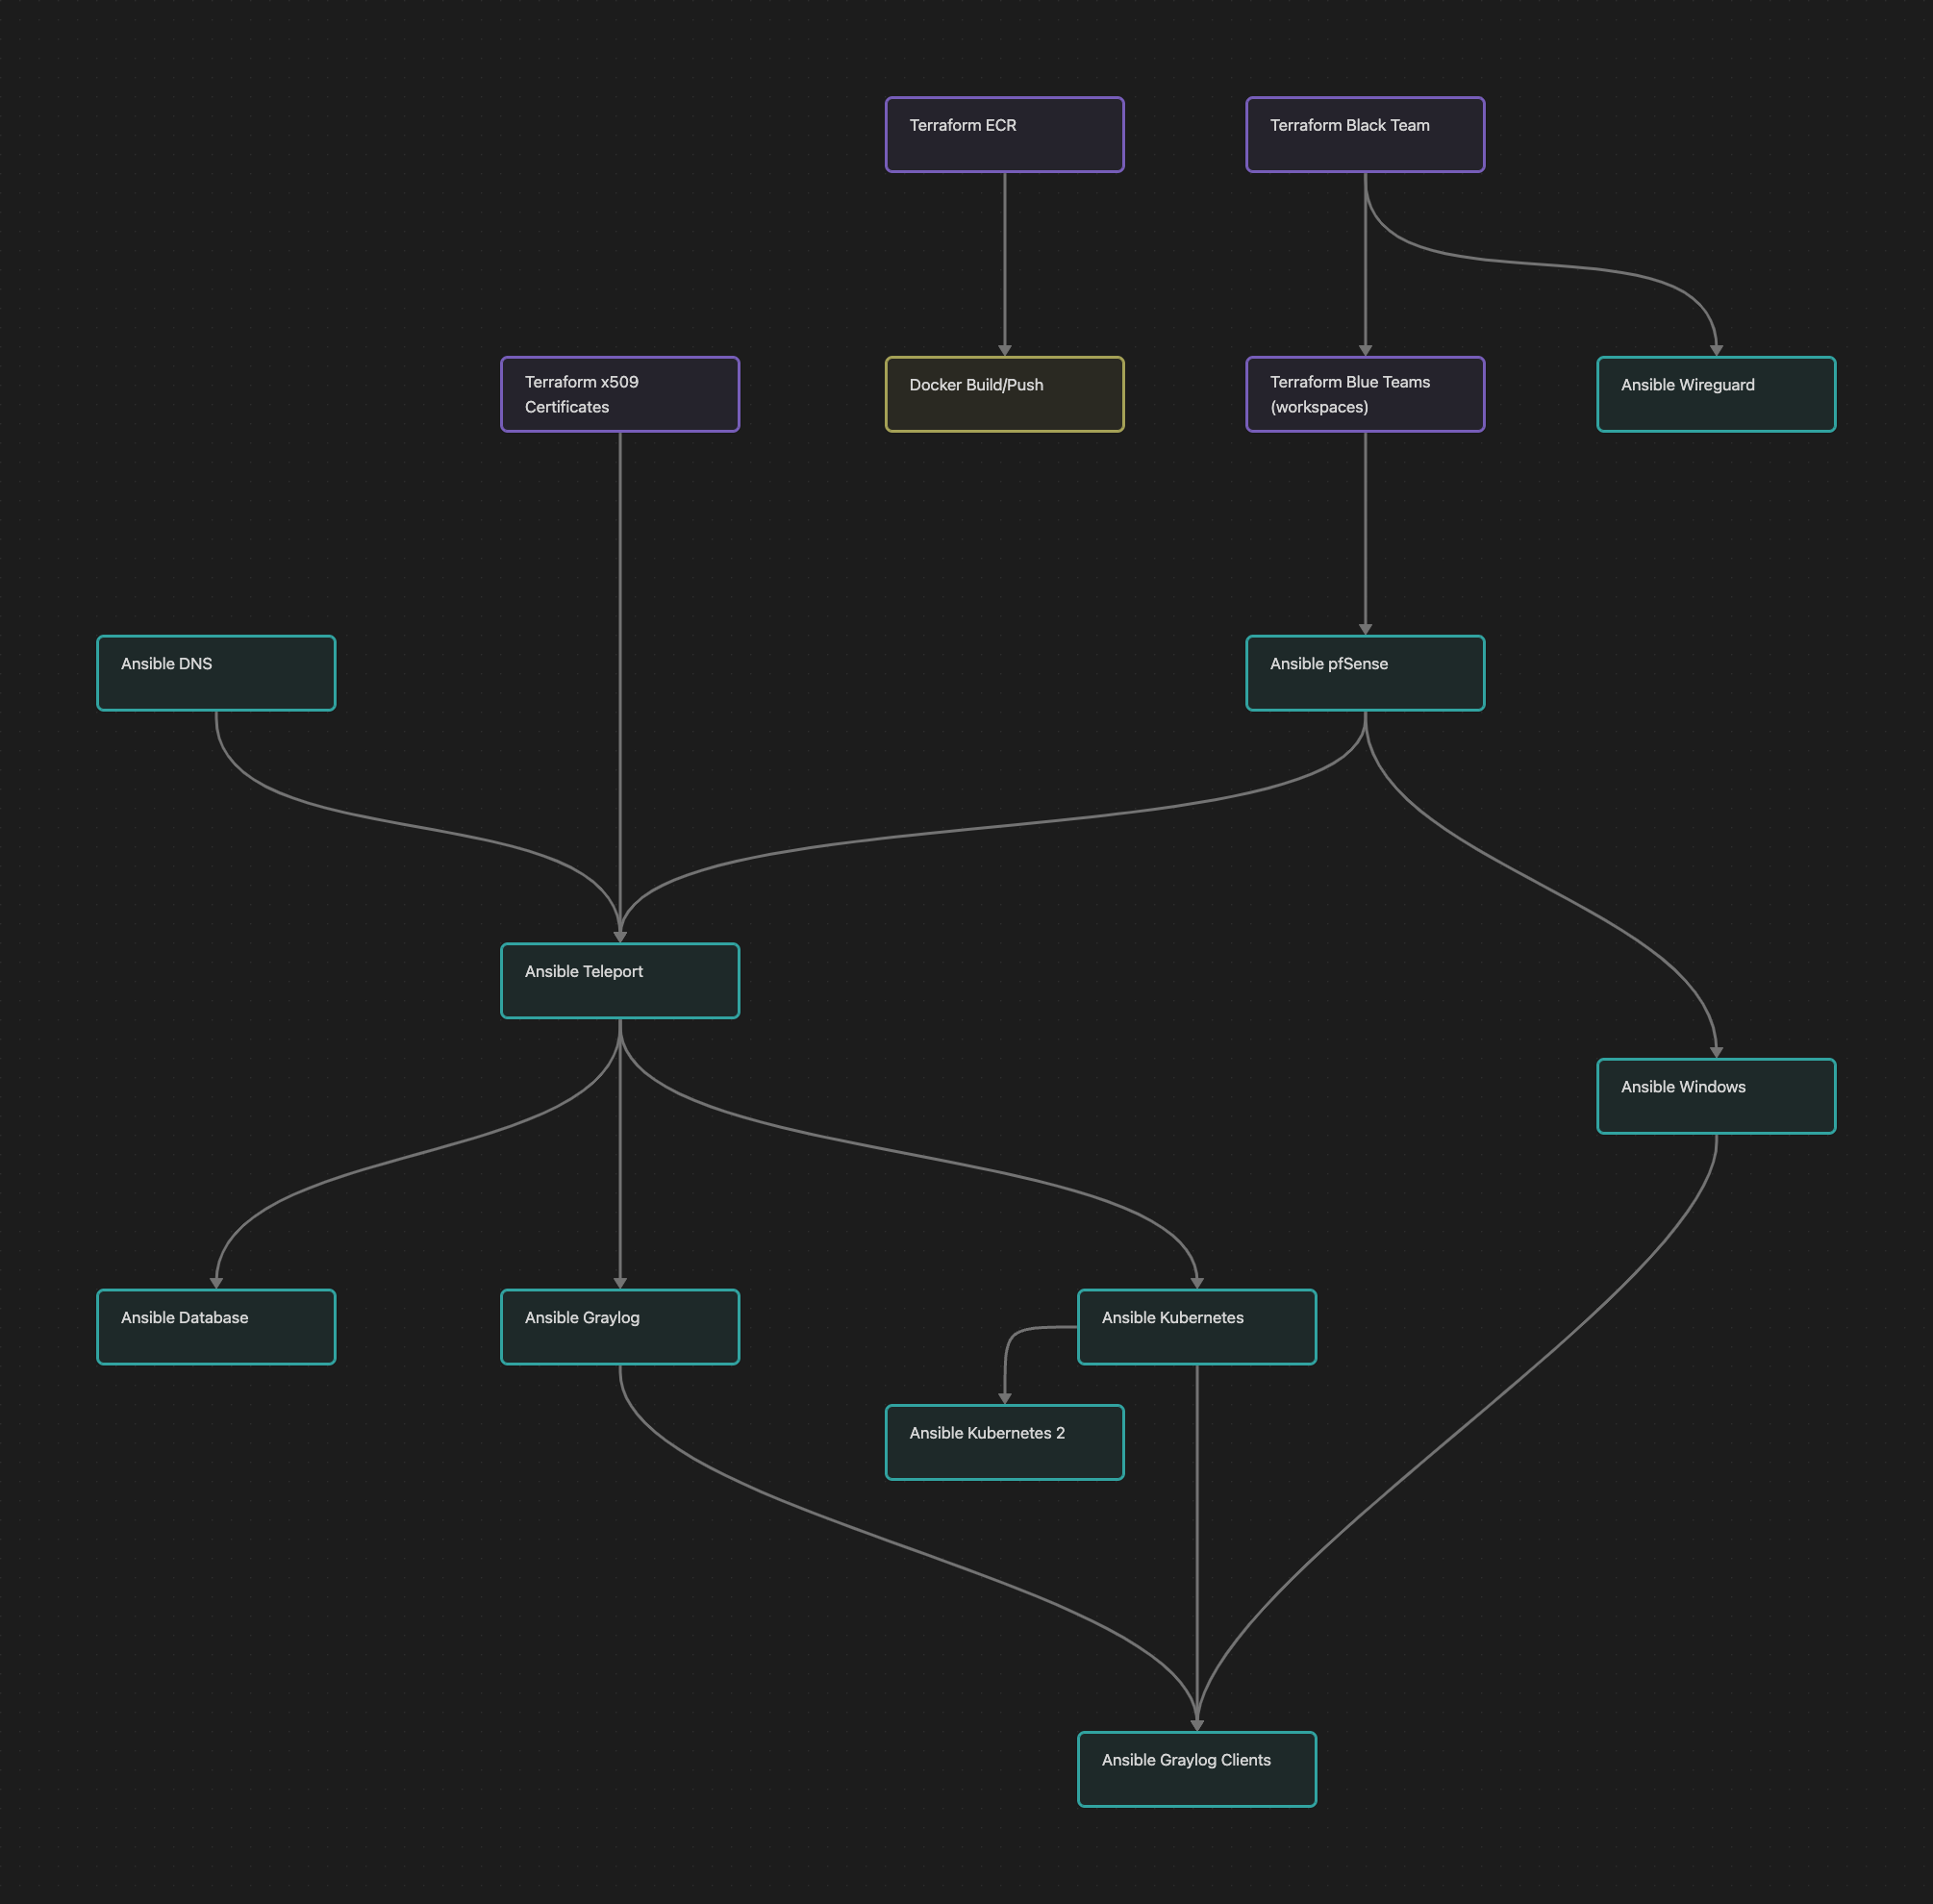 Terraform ECR
Terraform Black Team
Terraform x509
Certificates
Docker Build/Push
Terraform Blue Teams
(workspaces)
Ansible Wireguard
Ansible DNS
Ansible pfSense
Ansible Teleport
Ansible Windows
Ansible Database
Ansible Graylog
Ansible Kubernetes
Ansible Kubernetes 2
Ansible Graylog Clients